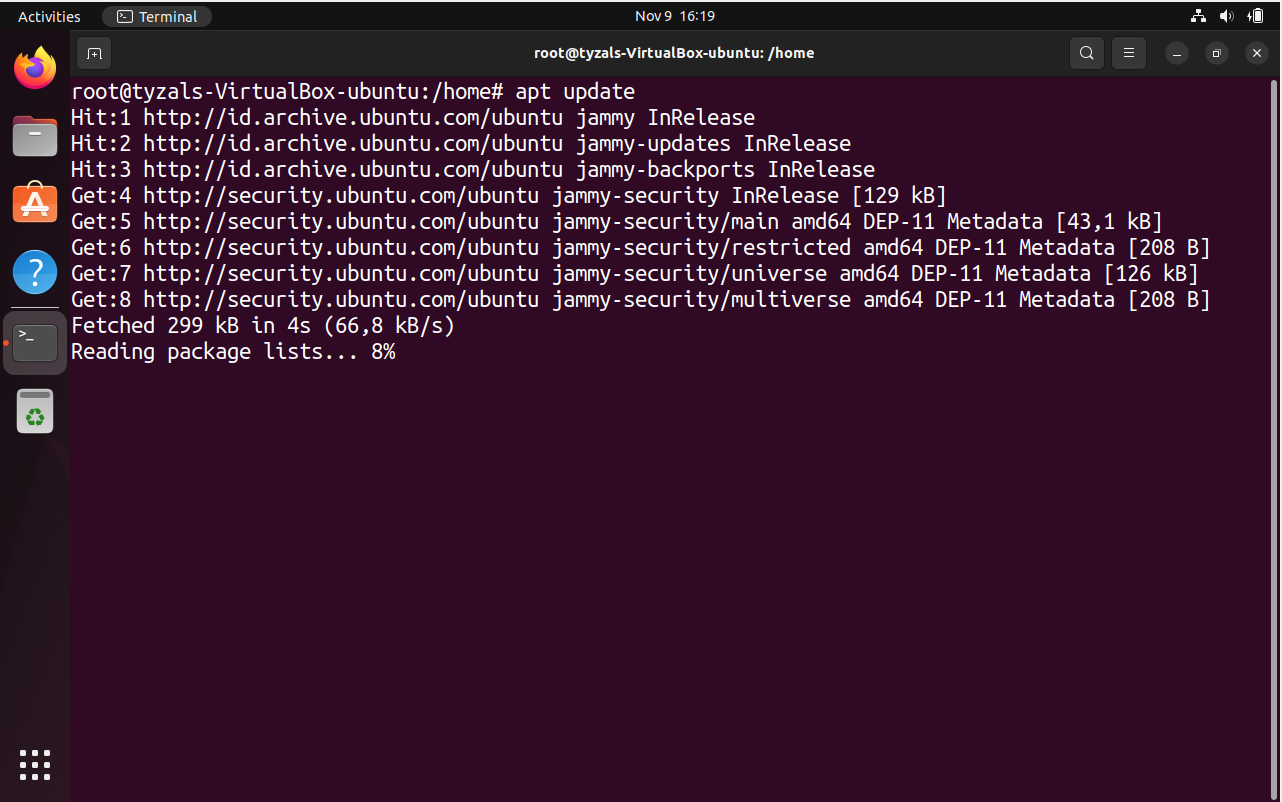 Activities
Terminal
Nov 9 16:19
root@tyzals-VirtualBox-ubuntu: /home
root@tyzals-VirtualBox-ubuntu:/home# apt update
Hit:1 http://id.archive.ubuntu.com/ubuntu jammy InRelease
Hit:2 http://id.archive.ubuntu.com/ubuntu jammy-updates InRelease
Hit:3 http://id.archive.ubuntu.com/ubuntu jammy-backports InRelease
Get:4 http://security.ubuntu.com/ubuntu jammy-security InRelease [129 kB]
Get:5 http://security.ubuntu.com/ubuntu jammy-security/main amd64 DEP-11 Metadata [43,1 kB]
Get:6 http://security.ubuntu.com/ubuntu jammy-security/restricted amd64 DEP-11 Metadata [208 B]
Get:7 http://security.ubuntu.com/ubuntu jammy-security/universe amd64 DEP-11 Metadata [126 kB]
Get:8 http://security.ubuntu.com/ubuntu jammy-security/multiverse amd64 DEP-11 Metadata [208 B]
Fetched 299 kB in 4s (66,8 kB/s)
Reading package lists... 8%